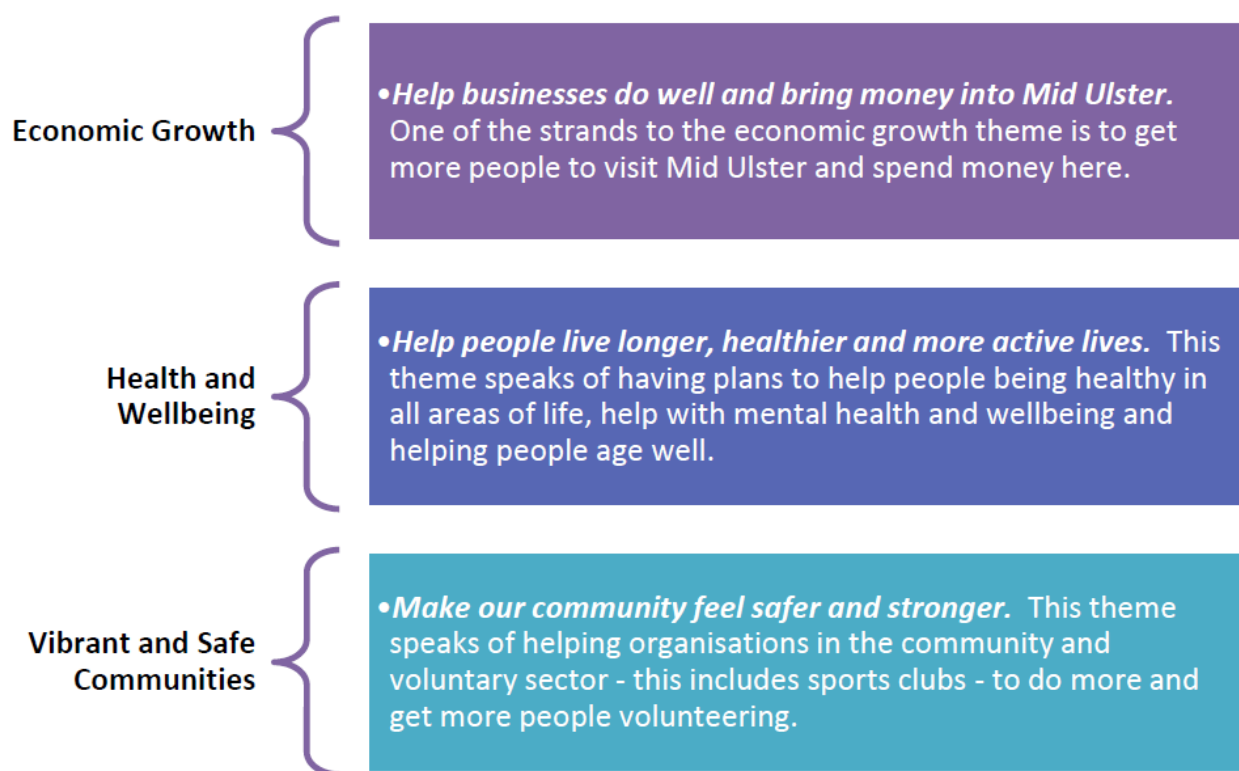 Economic Growth
•Help businesses do well and bring money into Mid Ulster.
One of the strands to the economic growth theme is to get
more people to visit Mid Ulster and spend money here.
Health and
Wellbeing
•Help people live longer, healthier and more active lives.  This
theme speaks of having plans to help people being healthy in
all areas of life, help with mental health and wellbeing and
helping people age well.
Vibrant and Safe
Communities
•Make our community feel safer and stronger.  This theme
speaks of helping organisations in the community and
voluntary sector - this includes sports clubs - to do more and
get more people volunteering.